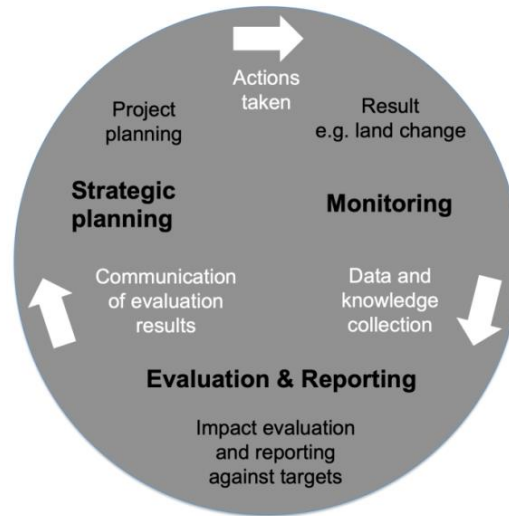 Actions
taken
Project
planning
Result
e.g. land change
Strategic
planning
Monitoring
Communication
of evaluation
results
Data and
knowledge
collection
Evaluation & Reporting
Impact evaluation
and reporting
against targets